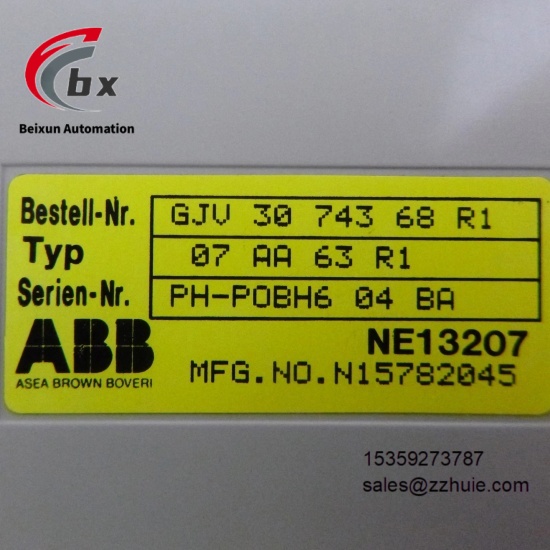 bx
Beixun Automation
Bestell-Nr. GJV 30 743 68 R1
Typ 07 AA 63 R1
Serien-Nr. PH-POBH6 04 BA
ABB
ASEA BROWN BOVERI
NE13207
MFG.NO.N15782045
15359273787
sales@zzhuie.com